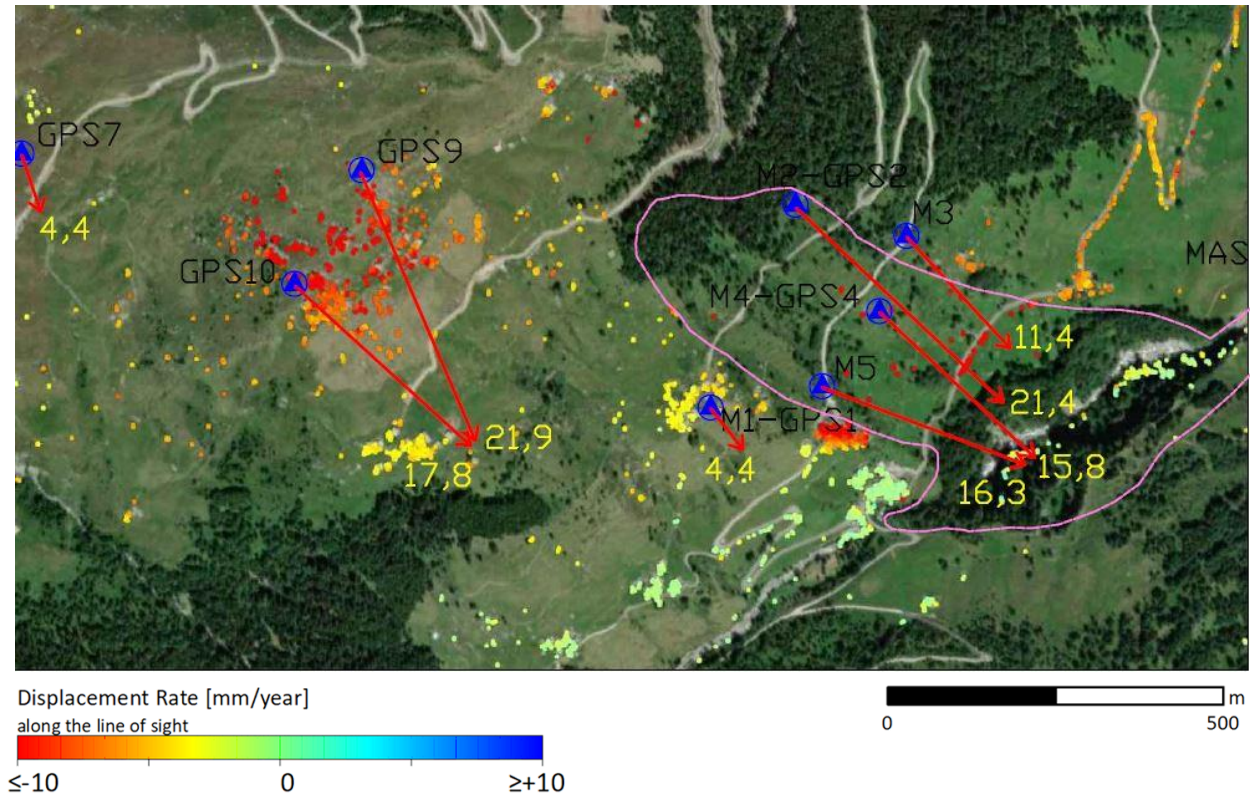 GPS7
4,4
GPS9
GPS10
21,9
17,8
M2-GPS2
M3
M4-GPS4
MAS
11,4
M5
21,4
M1-GPS1
4,4
15,8
16,3
Displacement Rate [mm/year]
along the line of sight
≤-10 0 ≥+10
m
0 500